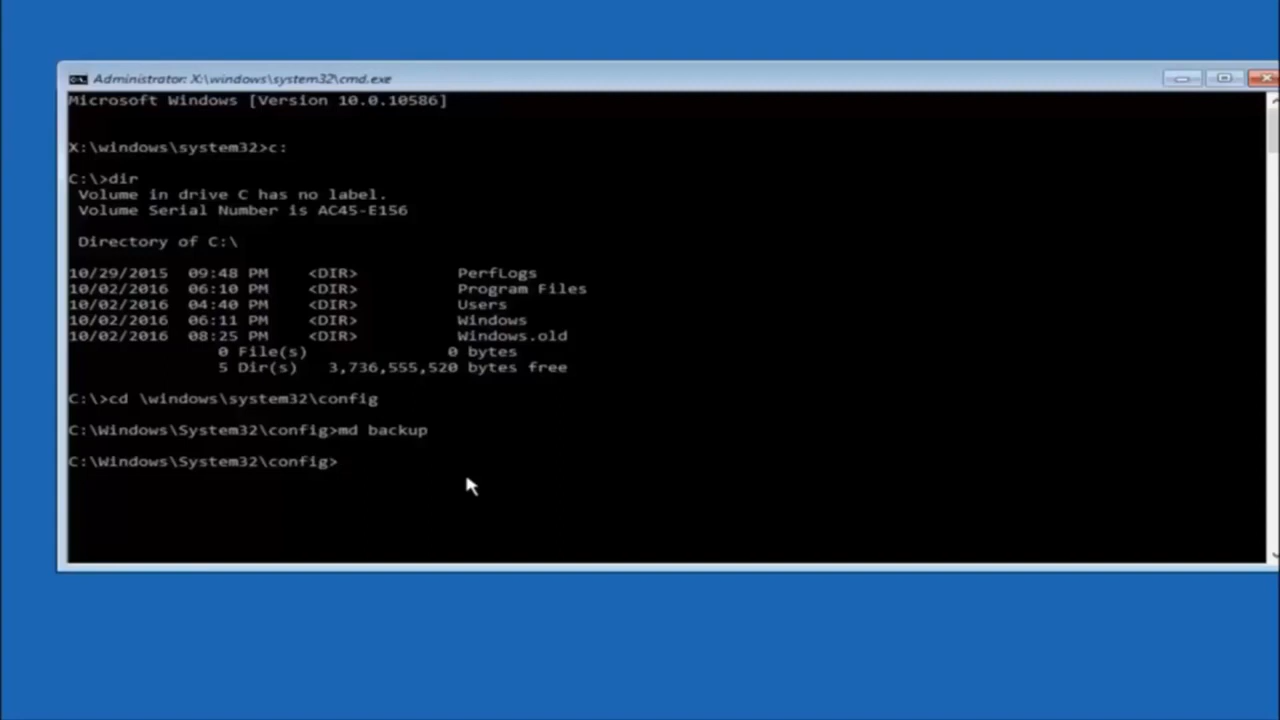 Administrator: X:\windows\system32\cmd.exe
Microsoft Windows [Version 10.0.10586]
X:\windows\system32>c:
C:\>dir
Volume in drive C has no label.
Volume Serial Number is AC45-E156
Directory of C:\
10/29/2015 09:48 PM <DIR> PerfLogs
10/02/2016 06:10 PM <DIR> Program Files
10/02/2016 04:40 PM <DIR> Users
10/02/2016 06:11 PM <DIR> Windows
10/02/2016 08:25 PM <DIR> Windows.old
0 File(s) 0 bytes
5 Dir(s) 3,736,555,520 bytes free
C:\>cd \windows\system32\config
C:\Windows\System32\config>md backup
C:\Windows\System32\config>